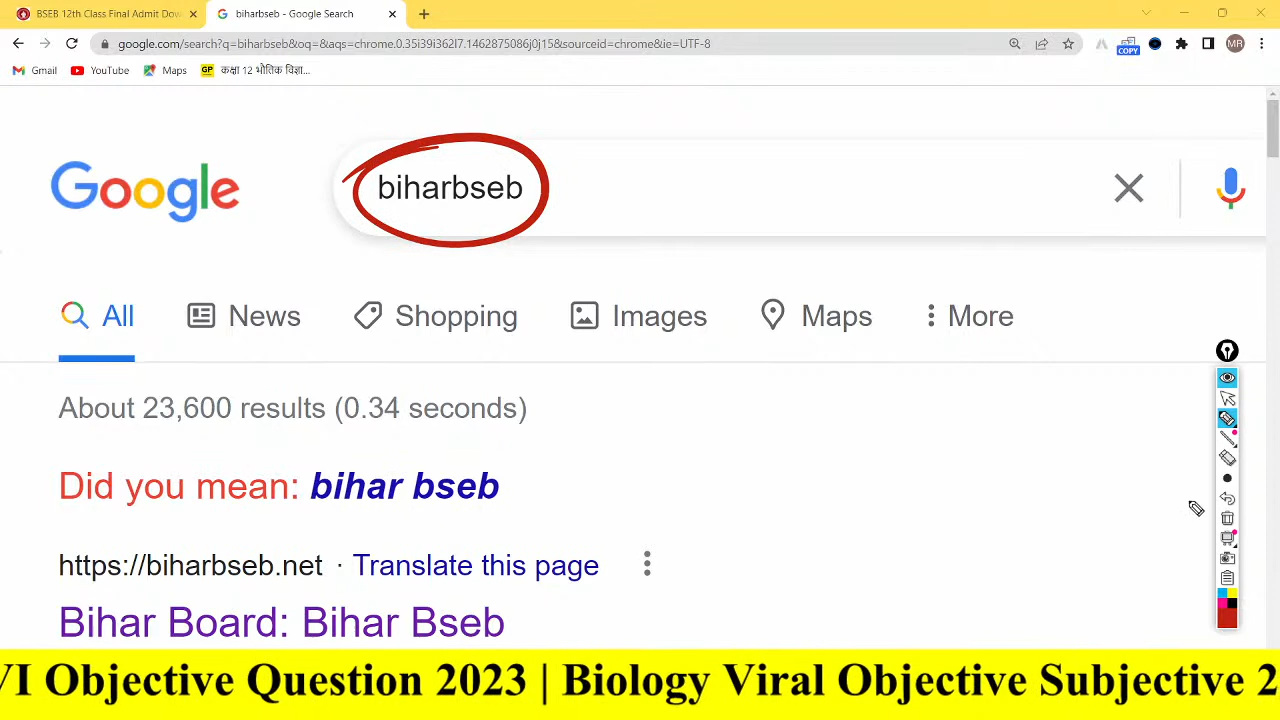 BSEB 12th Class Final Admit Dow
biharbseb - Google Search
google.com/search?q=biharbseb&oq=&aqs=chrome.0.35i39i362l7.1462875086j0j15&sourceid=chrome&ie=UTF-8
COPY
MR
Gmail
YouTube
Maps
GP
कक्षा 12 भौतिक विज्ञा...
Google
biharbseb
All
News
Shopping
Images
Maps
More
About 23,600 results (0.34 seconds)
Did you mean: bihar bseb
https://biharbseb.net · Translate this page
Bihar Board: Bihar Bseb
VI Objective Question 2023 | Biology Viral Objective Subjective 2